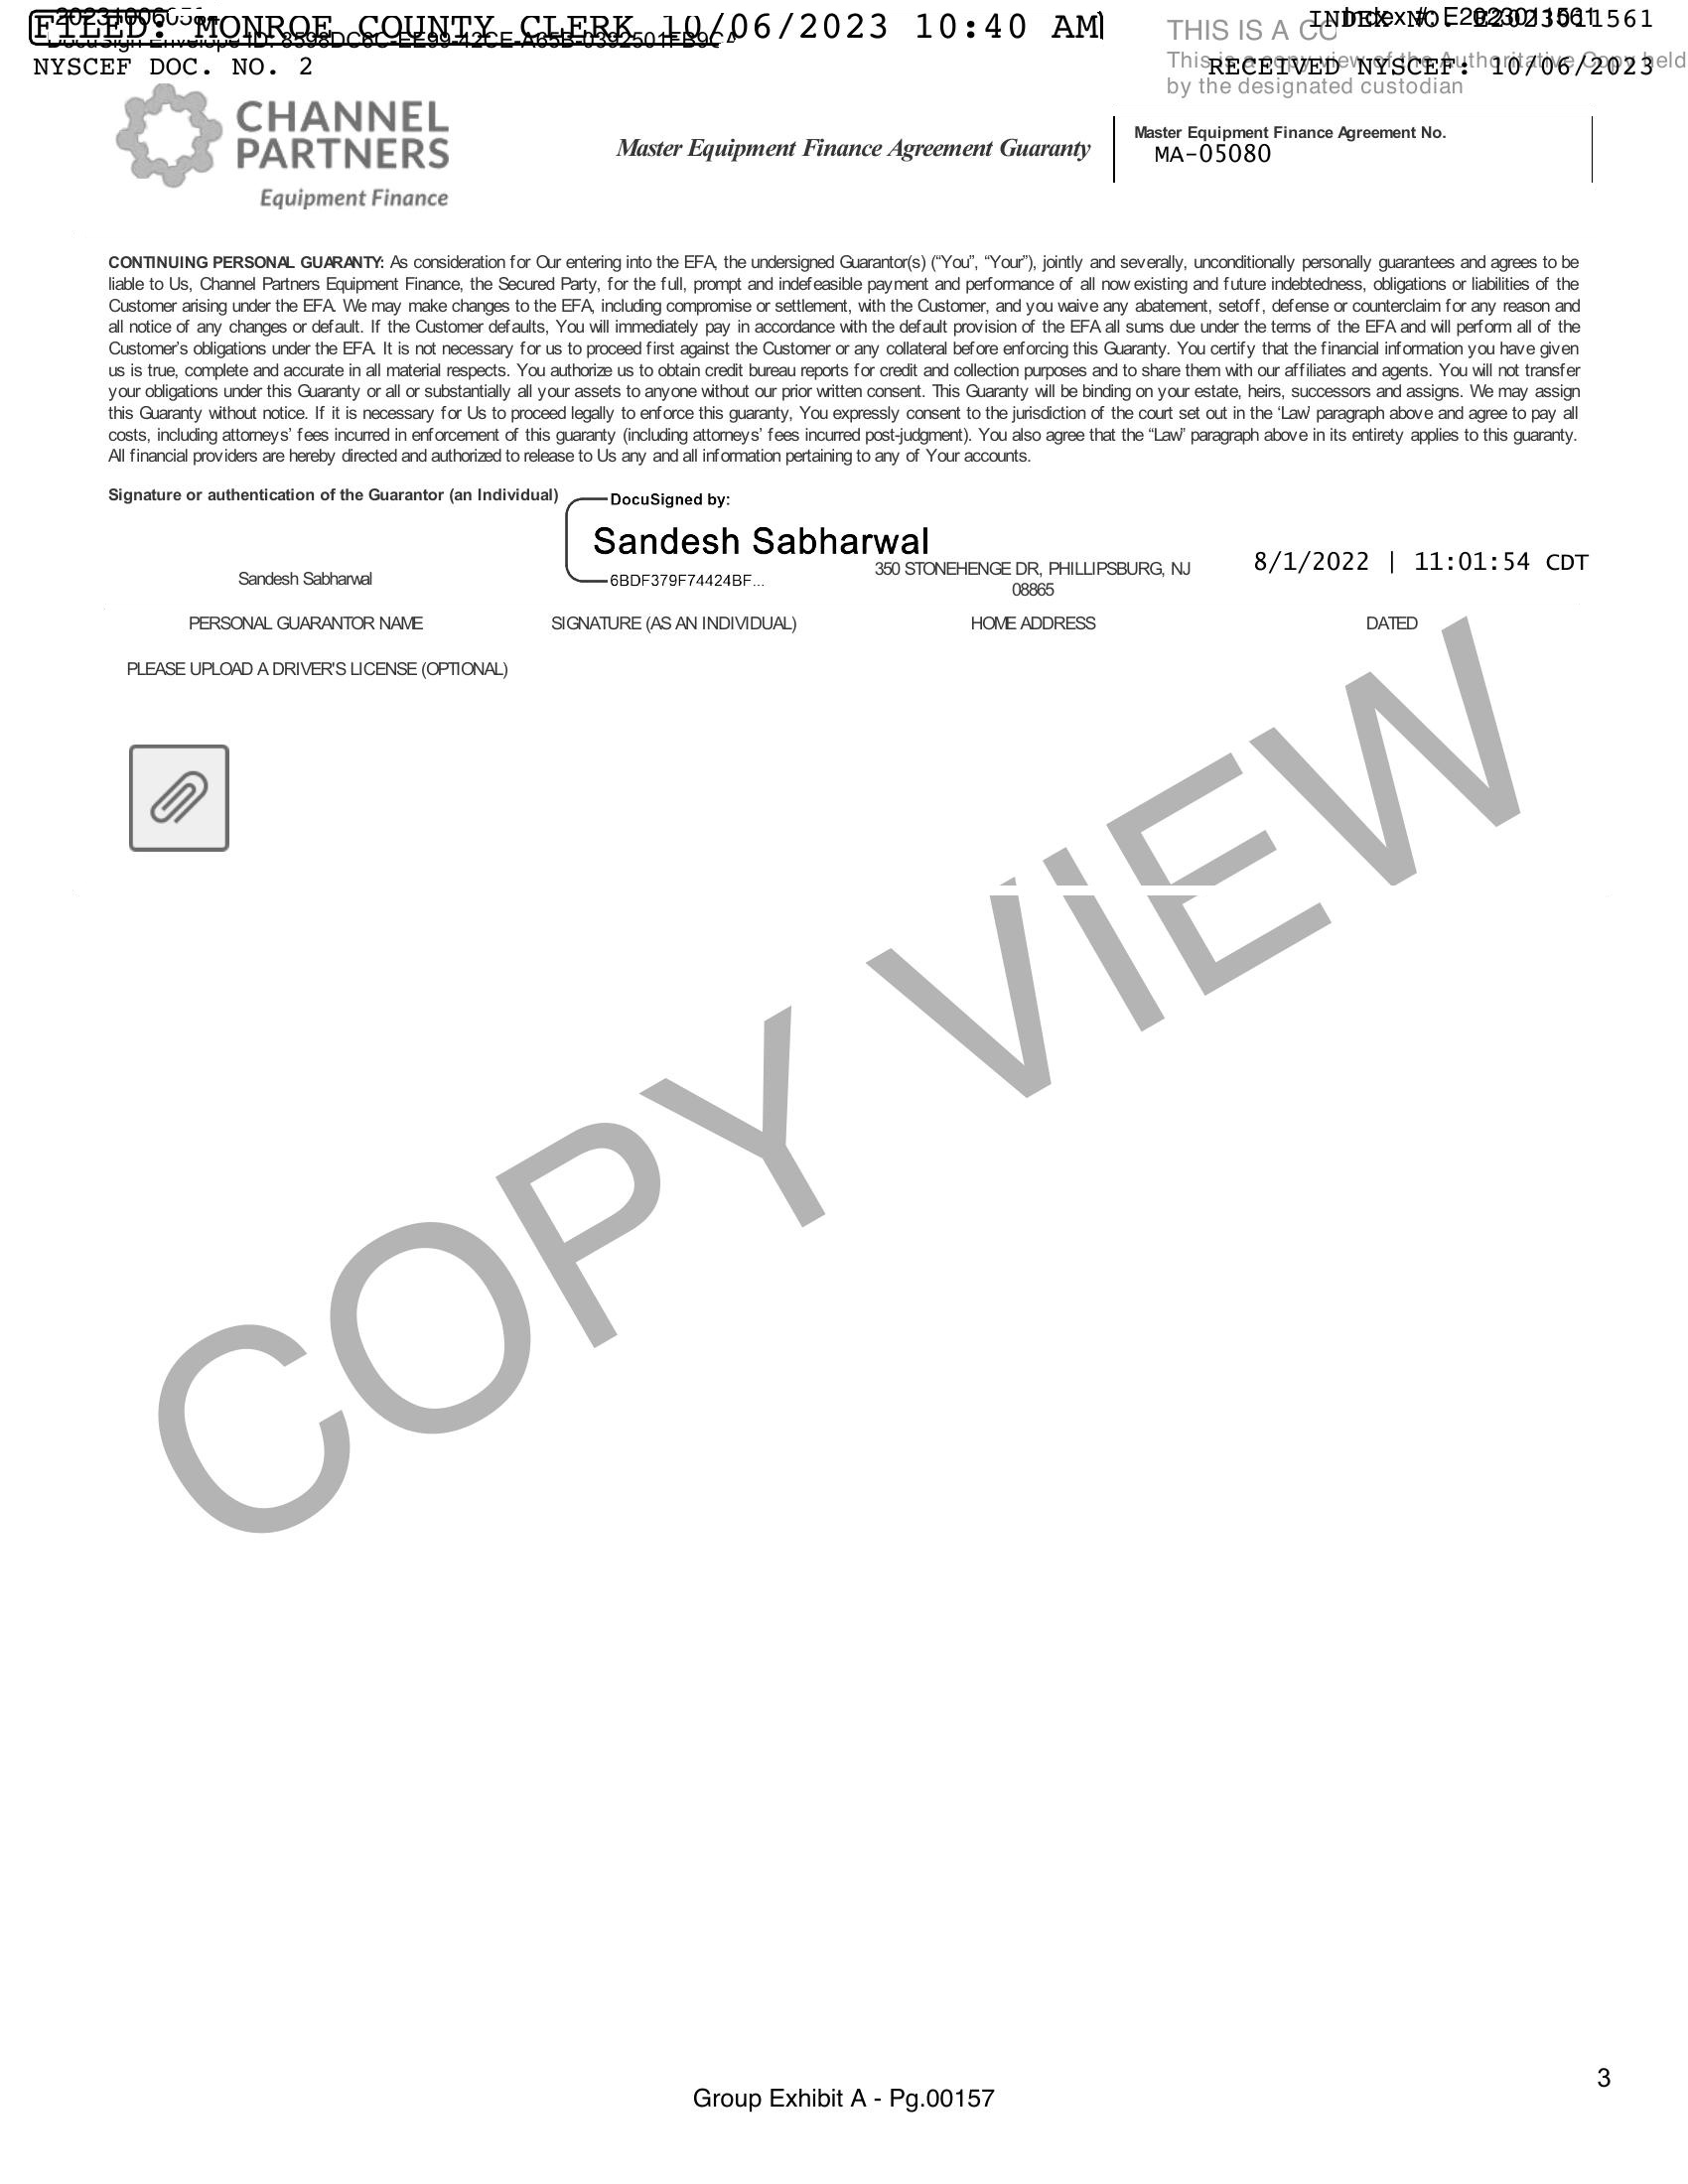 FILED: MONROE COUNTY CLERK 10/06/2023 10:40 AM
INDEX NO. E2023011561
NYSCEF DOC. NO. 2
RECEIVED NYSCEF: 10/06/2023
THIS IS A
by the designated custodian
CHANNEL
PARTNERS
Equipment Finance
Master Equipment Finance Agreement Guaranty
Master Equipment Finance Agreement No.
MA-05080
CONTINUING PERSONAL GUARANTY: As consideration for Our entering into the EFA, the undersigned Guarantor(s) (“You”, “Your”), jointly and severally, unconditionally personally guarantees and agrees to be
liable to Us, Channel Partners Equipment Finance, the Secured Party, for the full, prompt and indefeasible payment and performance of all now existing and future indebtedness, obligations or liabilities of the
Customer arising under the EFA. We may make changes to the EFA, including compromise or settlement, with the Customer, and you waive any abatement, setoff, defense or counterclaim for any reason and
all notice of any changes or default. If the Customer defaults, You will immediately pay in accordance with the default provision of the EFA all sums due under the terms of the EFA and will perform all of the
Customer’s obligations under the EFA. It is not necessary for us to proceed first against the Customer or any collateral before enforcing this Guaranty. You certify that the financial information you have given
us is true, complete and accurate in all material respects. You authorize us to obtain credit bureau reports for credit and collection purposes and to share them with our affiliates and agents. You will not transfer
your obligations under this Guaranty or all or substantially all your assets to anyone without our prior written consent. This Guaranty will be binding on your estate, heirs, successors and assigns. We may assign
this Guaranty without notice. If it is necessary for Us to proceed legally to enforce this guaranty, You expressly consent to the jurisdiction of the court set out in the ‘Law’ paragraph above and agree to pay all
costs, including attorneys’ fees incurred in enforcement of this guaranty (including attorneys’ fees incurred post-judgment). You also agree that the “Law” paragraph above in its entirety applies to this guaranty.
All financial providers are hereby directed and authorized to release to Us any and all information pertaining to any of Your accounts.
Signature or authentication of the Guarantor (an Individual)
DocuSigned by:
Sandesh Sabharwal
6BDF379F74424BF...
Sandesh Sabharwal
350 STONEHENGE DR, PHILLIPSBURG, NJ
08865
8/1/2022 | 11:01:54 CDT
PERSONAL GUARANTOR NAME
SIGNATURE (AS AN INDIVIDUAL)
HOME ADDRESS
DATED
PLEASE UPLOAD A DRIVER'S LICENSE (OPTIONAL)
COPY VIEW
3
Group Exhibit A - Pg.00157